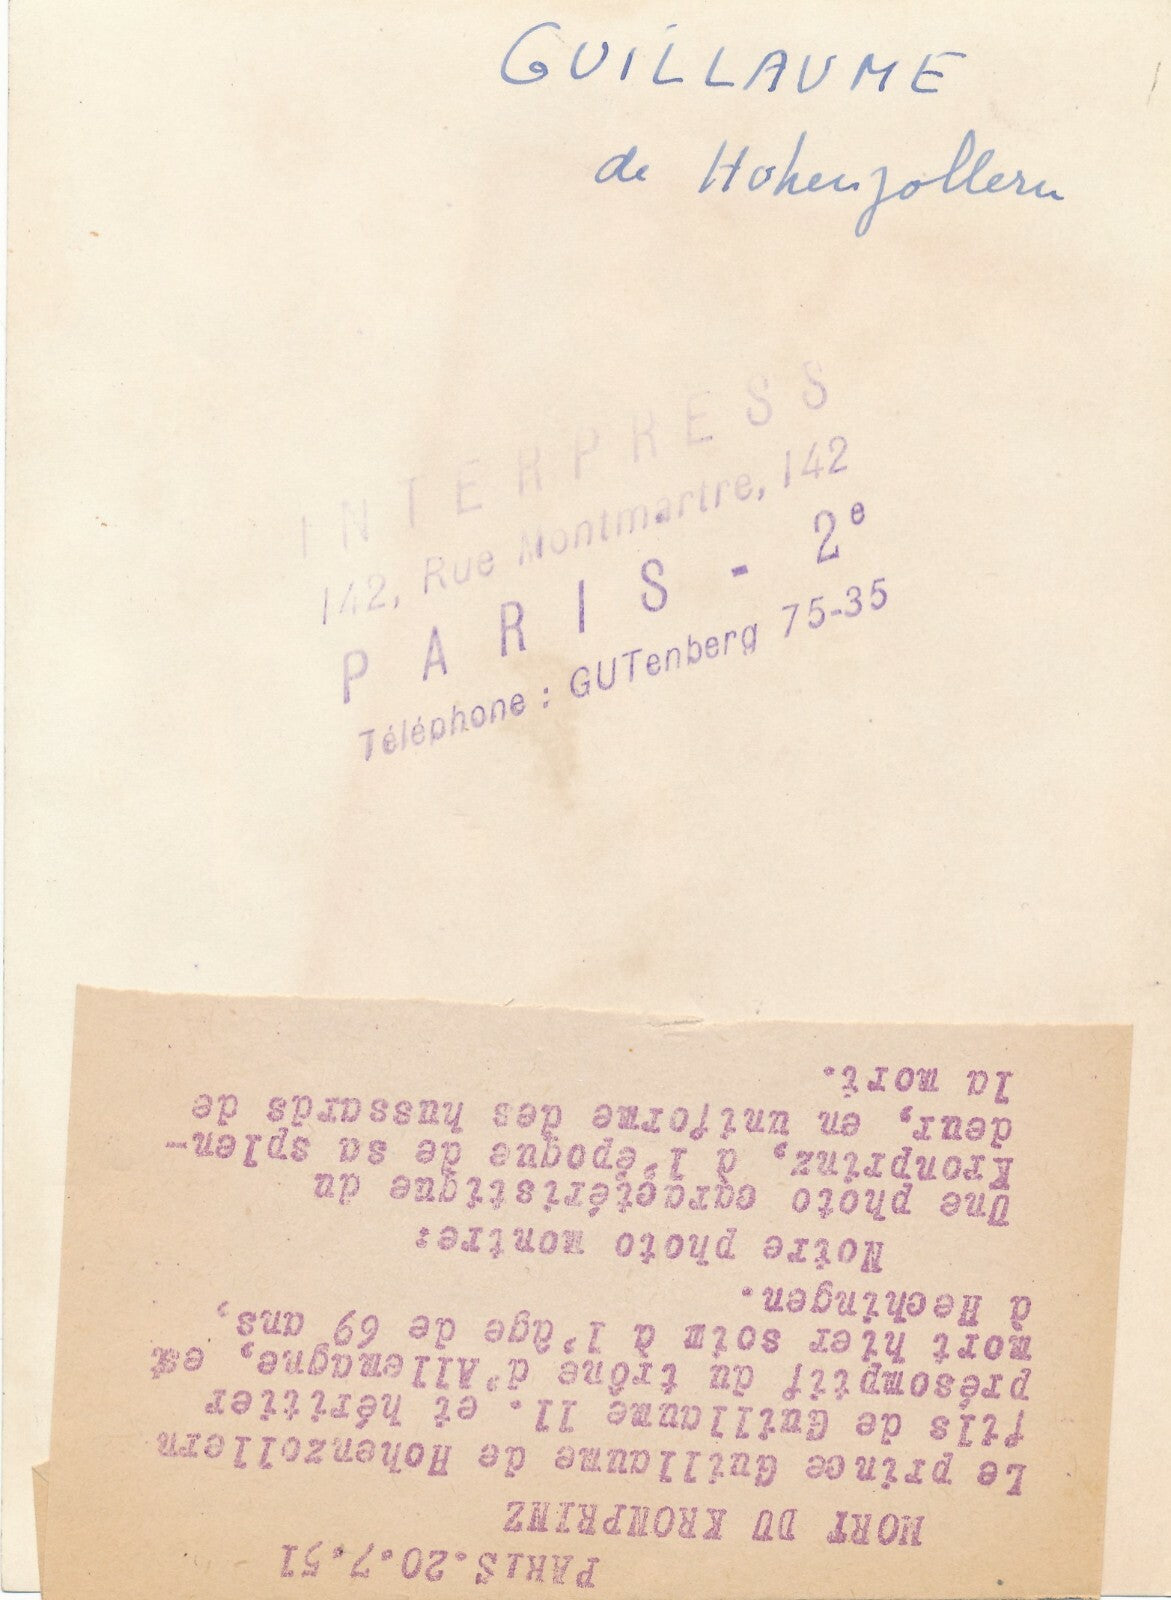 GUILLAUME
de Hohenzollern
INTERPRESS
142, Rue Montmartre, 142
PARIS - 2e
Téléphone : GUTenberg 75-35
PARIS.20.7.51
MORT DU KRONPRINZ
Le prince Guillaume de Hohenzollern
fils de Guillaume 11. et héritier
présomptif du trône d'Allemagne, est
mort hier soir à l'âge de 69 ans,
à Hechingen.
Notre photo montre:
Une photo caractéristique du
Kronprinz, à l'époque de sa splen-
deur, en uniforme des hussards de
la mort.